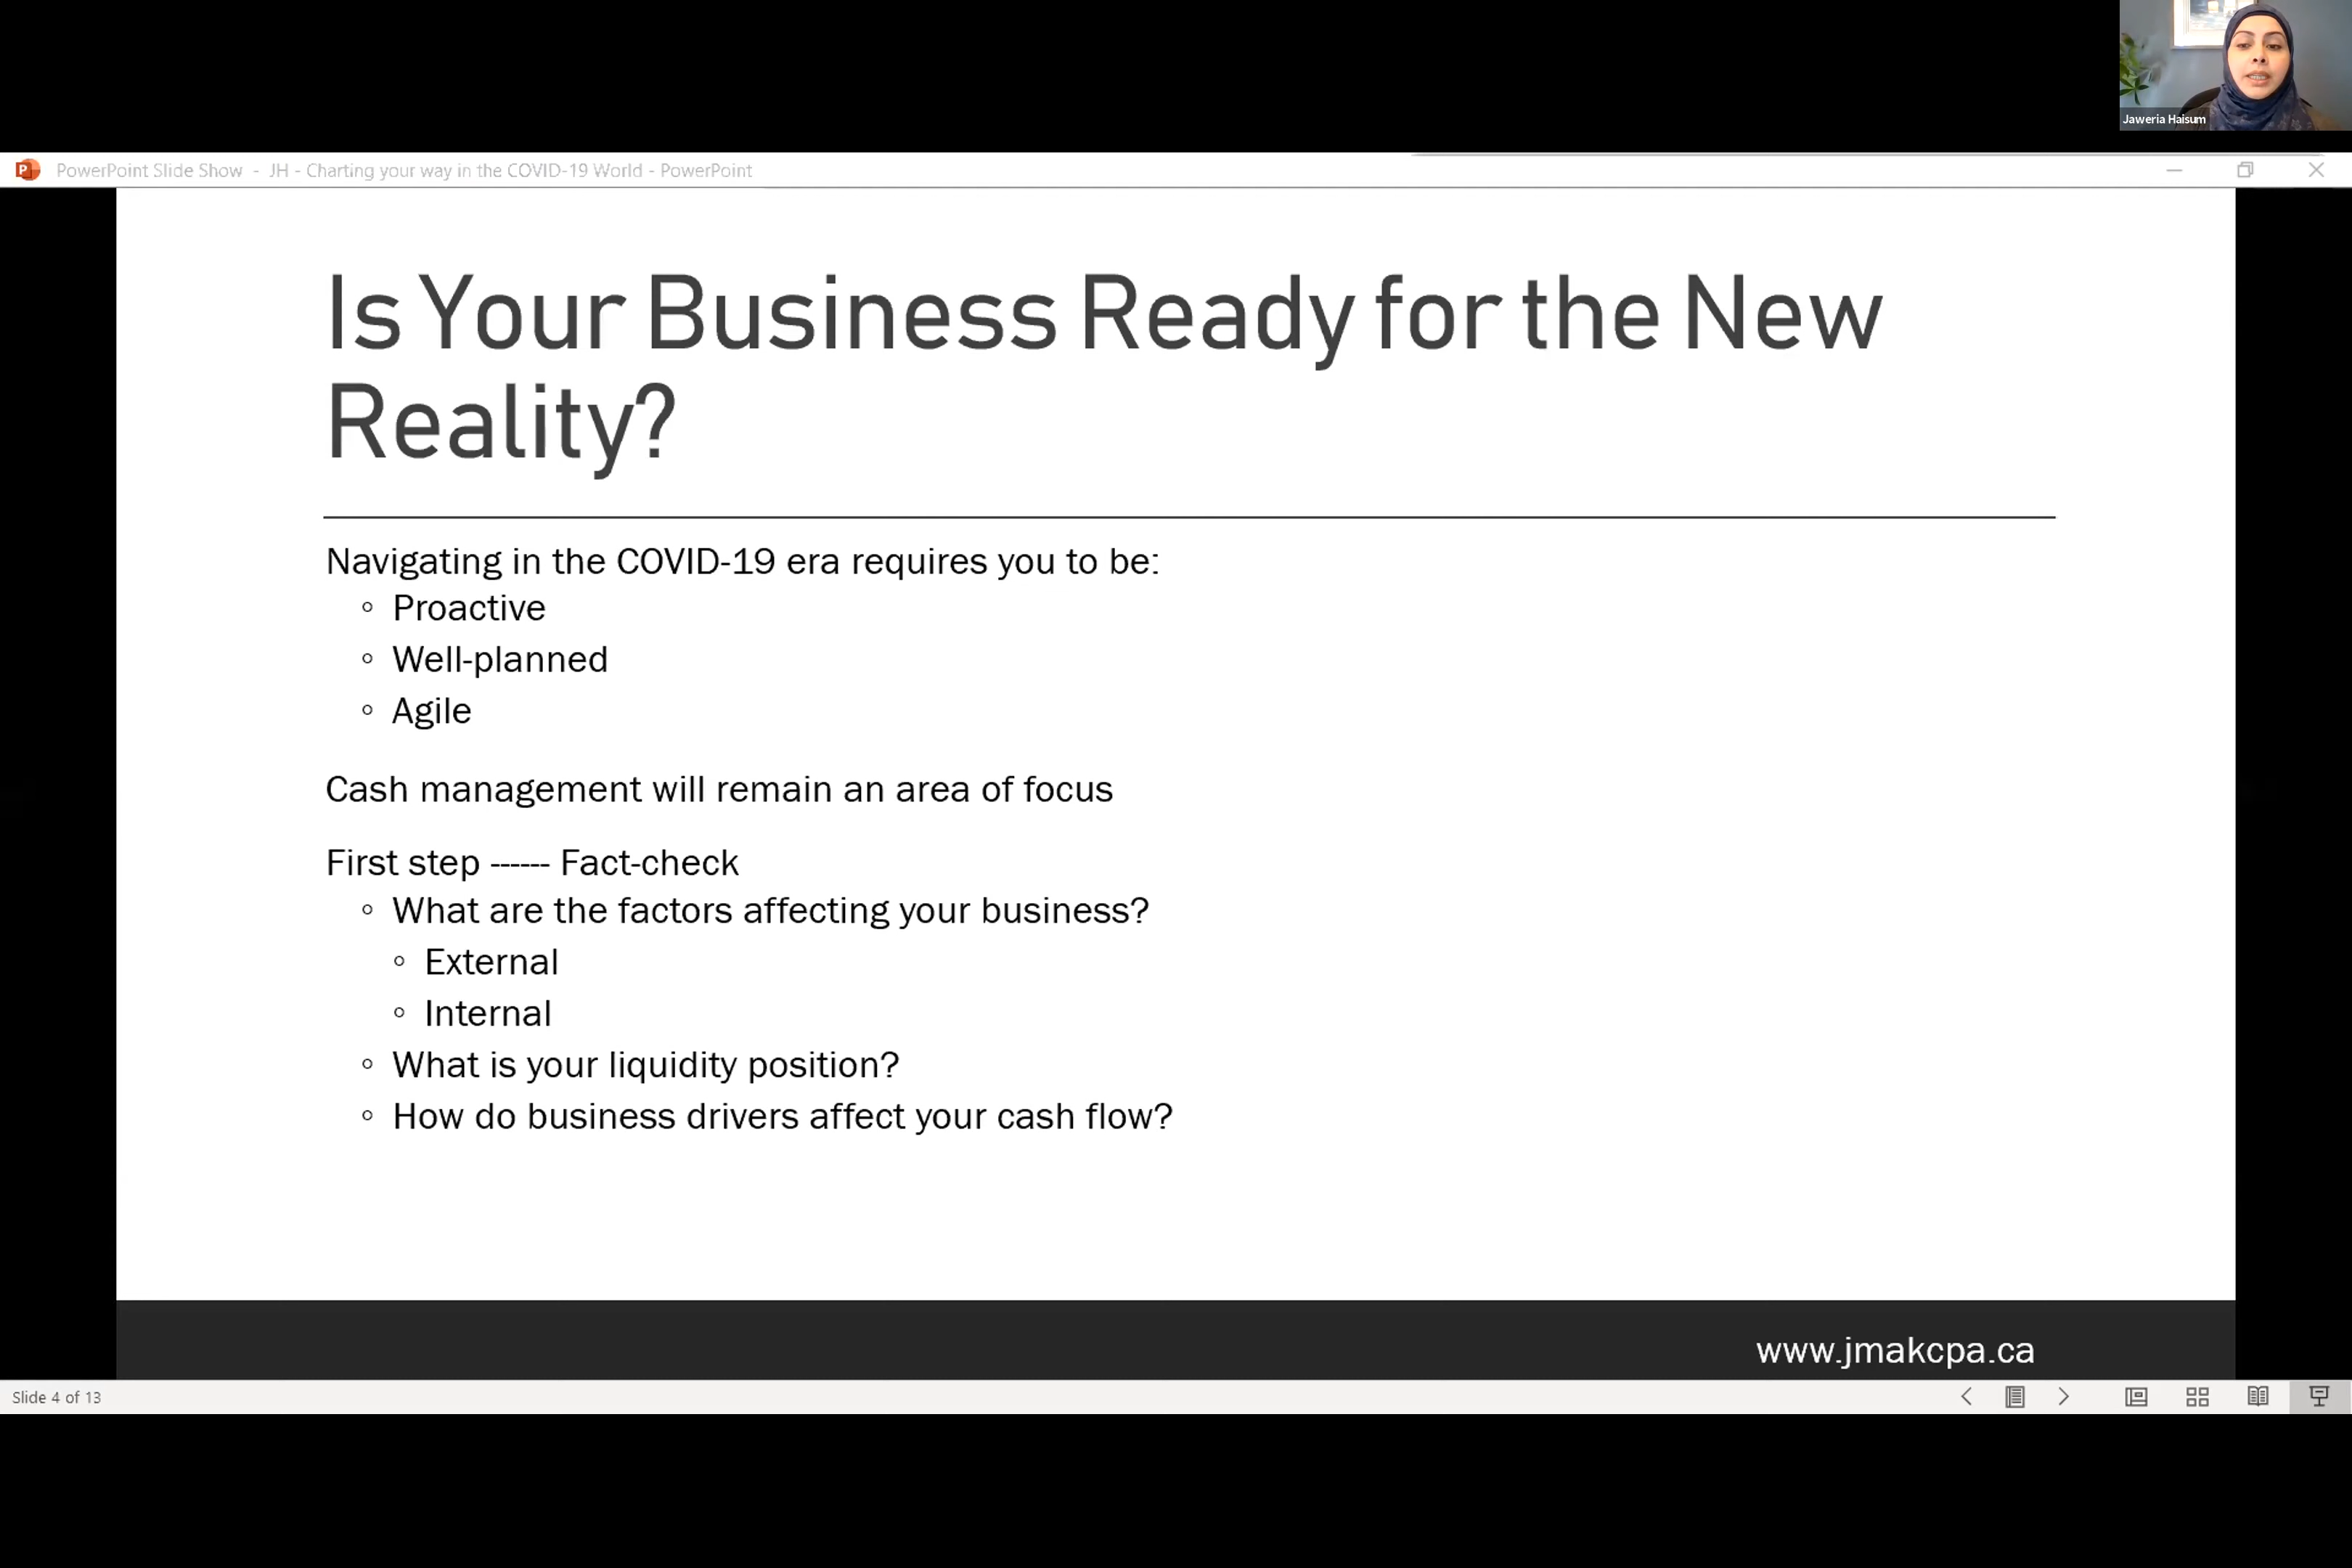 Jaweria Haisum
PowerPoint Slide Show - JH - Charting your way in the COVID-19 World - PowerPoint
Is Your Business Ready for the New
Reality?
Navigating in the COVID-19 era requires you to be:
◦ Proactive
◦ Well-planned
◦ Agile
Cash management will remain an area of focus
First step ------ Fact-check
◦ What are the factors affecting your business?
◦ External
◦ Internal
◦ What is your liquidity position?
◦ How do business drivers affect your cash flow?
www.jmakcpa.ca
Slide 4 of 13